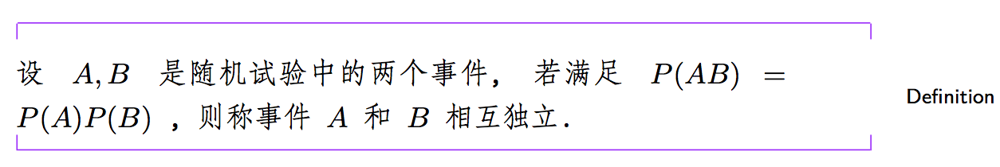 设 A, B 是随机试验中的两个事件, 若满足 P(AB) =
P(A)P(B) ，则称事件 A 和 B 相互独立.
Definition